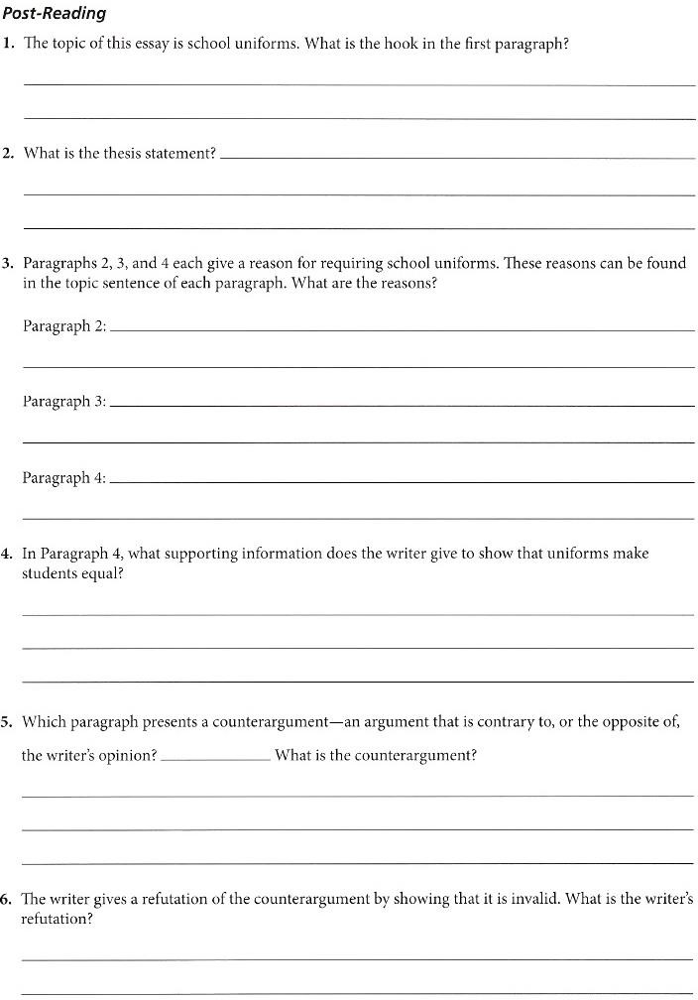 Post-Reading
1. The topic of this essay is school uniforms. What is the hook in the first paragraph?
2. What is the thesis statement?
3. Paragraphs 2, 3, and 4 each give a reason for requiring school uniforms. These reasons can be found
in the topic sentence of each paragraph. What are the reasons?
Paragraph 2:
Paragraph 3:
Paragraph 4:
4. In Paragraph 4, what supporting information does the writer give to show that uniforms make
students equal?
5. Which paragraph presents a counterargument—an argument that is contrary to, or the opposite of,
the writer's opinion? What is the counterargument?
6. The writer gives a refutation of the counterargument by showing that it is invalid. What is the writer's
refutation?